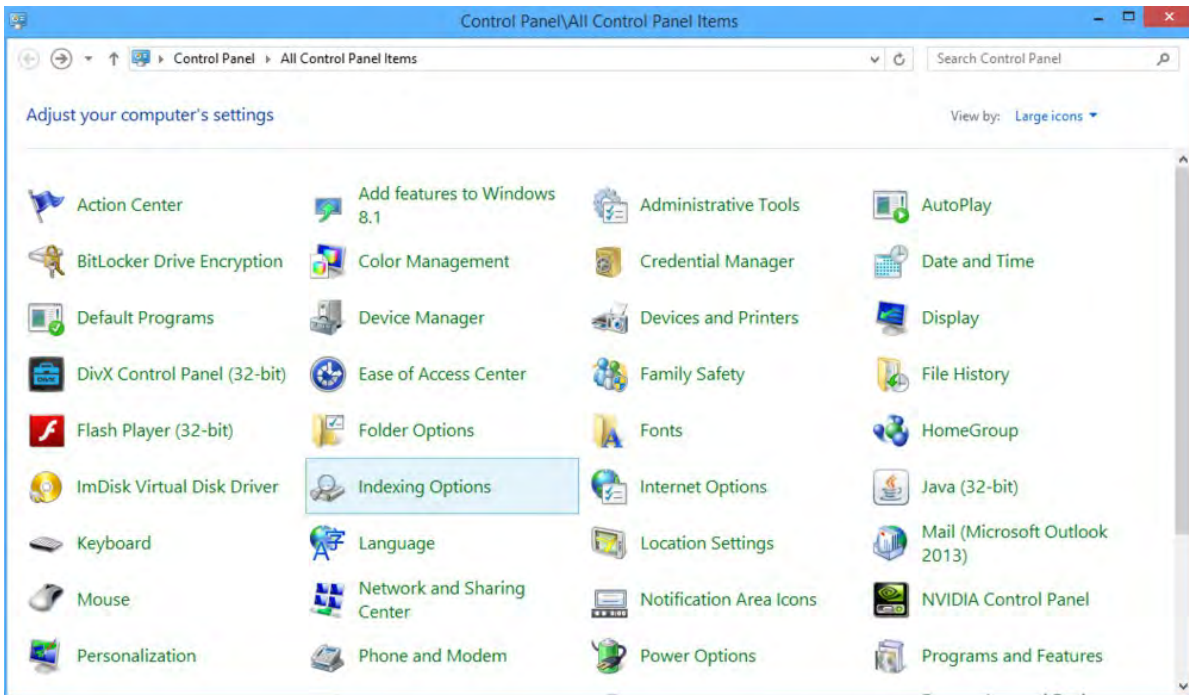 Control Panel\All Control Panel Items
Control Panel ▸ All Control Panel Items
Search Control Panel
Adjust your computer's settings
View by: Large icons
Action Center
Add features to Windows
8.1
Administrative Tools
AutoPlay
BitLocker Drive Encryption
Color Management
Credential Manager
Date and Time
Default Programs
Device Manager
Devices and Printers
Display
DivX Control Panel (32-bit)
Ease of Access Center
Family Safety
File History
Flash Player (32-bit)
Folder Options
Fonts
HomeGroup
ImDisk Virtual Disk Driver
Indexing Options
Internet Options
Java (32-bit)
Keyboard
Language
Location Settings
Mail (Microsoft Outlook
2013)
Mouse
Network and Sharing
Center
Notification Area Icons
NVIDIA Control Panel
Personalization
Phone and Modem
Power Options
Programs and Features